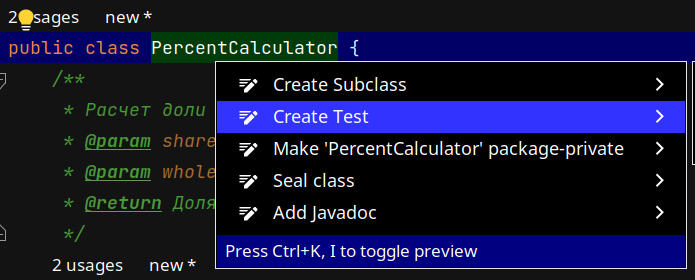 2 usages new *
public class PercentCalculator {
/**
* Расчет доли
* @param share
* @param whole
* @return Доля
*/
2 usages new *
Create Subclass
Create Test
Make 'PercentCalculator' package-private
Seal class
Add Javadoc
Press Ctrl+K, I to toggle preview